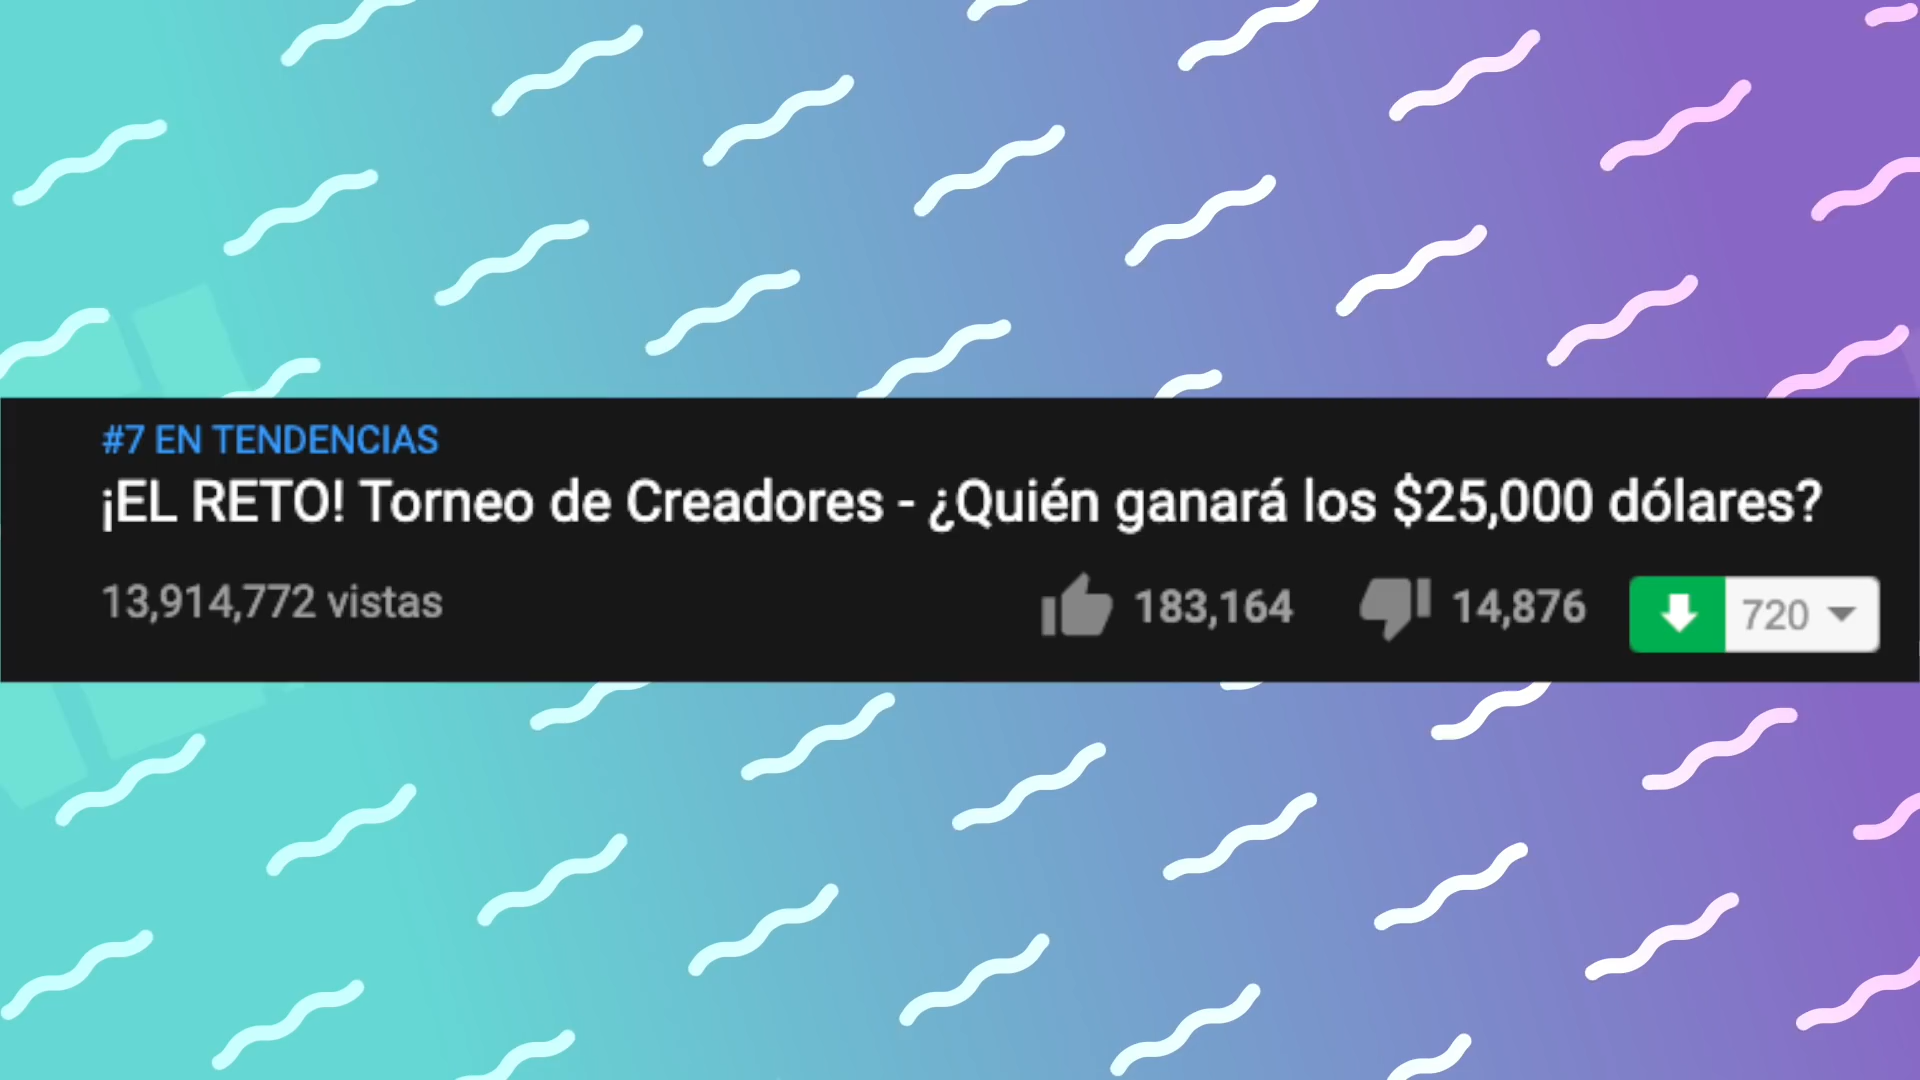 #7 EN TENDENCIAS
¡EL RETO! Torneo de Creadores - ¿Quién ganará los $25,000 dólares?
13,914,772 vistas 183,164 14,876 720